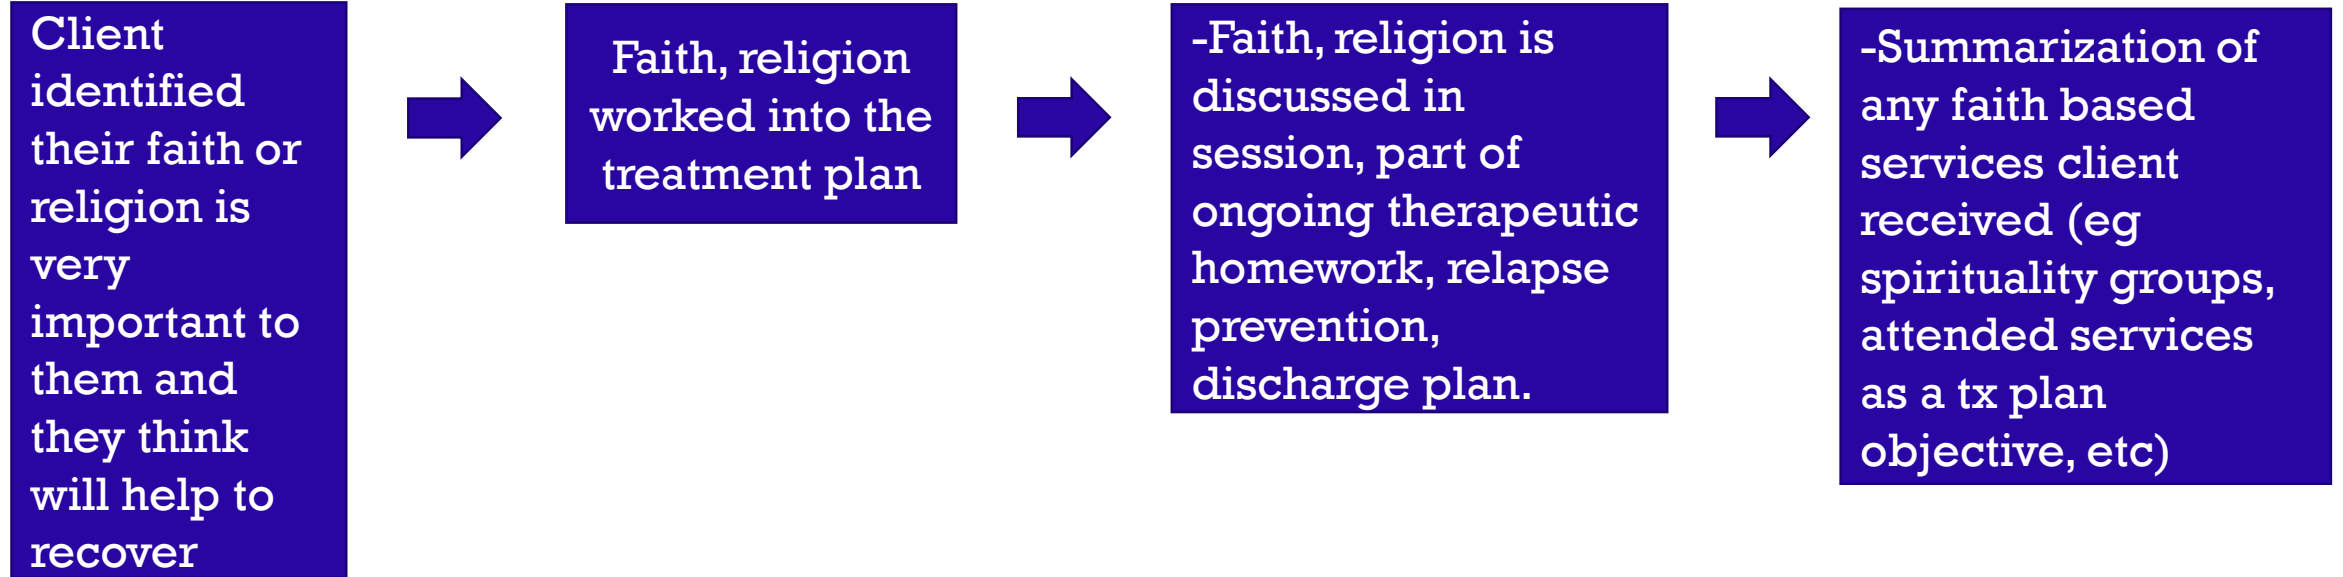 Client
identified
their faith or
religion is
very
important to
them and
they think
will help to
recover
Faith, religion
worked into the
treatment plan
-Faith, religion is
discussed in
session, part of
ongoing therapeutic
homework, relapse
prevention,
discharge plan.
-Summarization of
any faith based
services client
received (eg
spirituality groups,
attended services
as a tx plan
objective, etc)